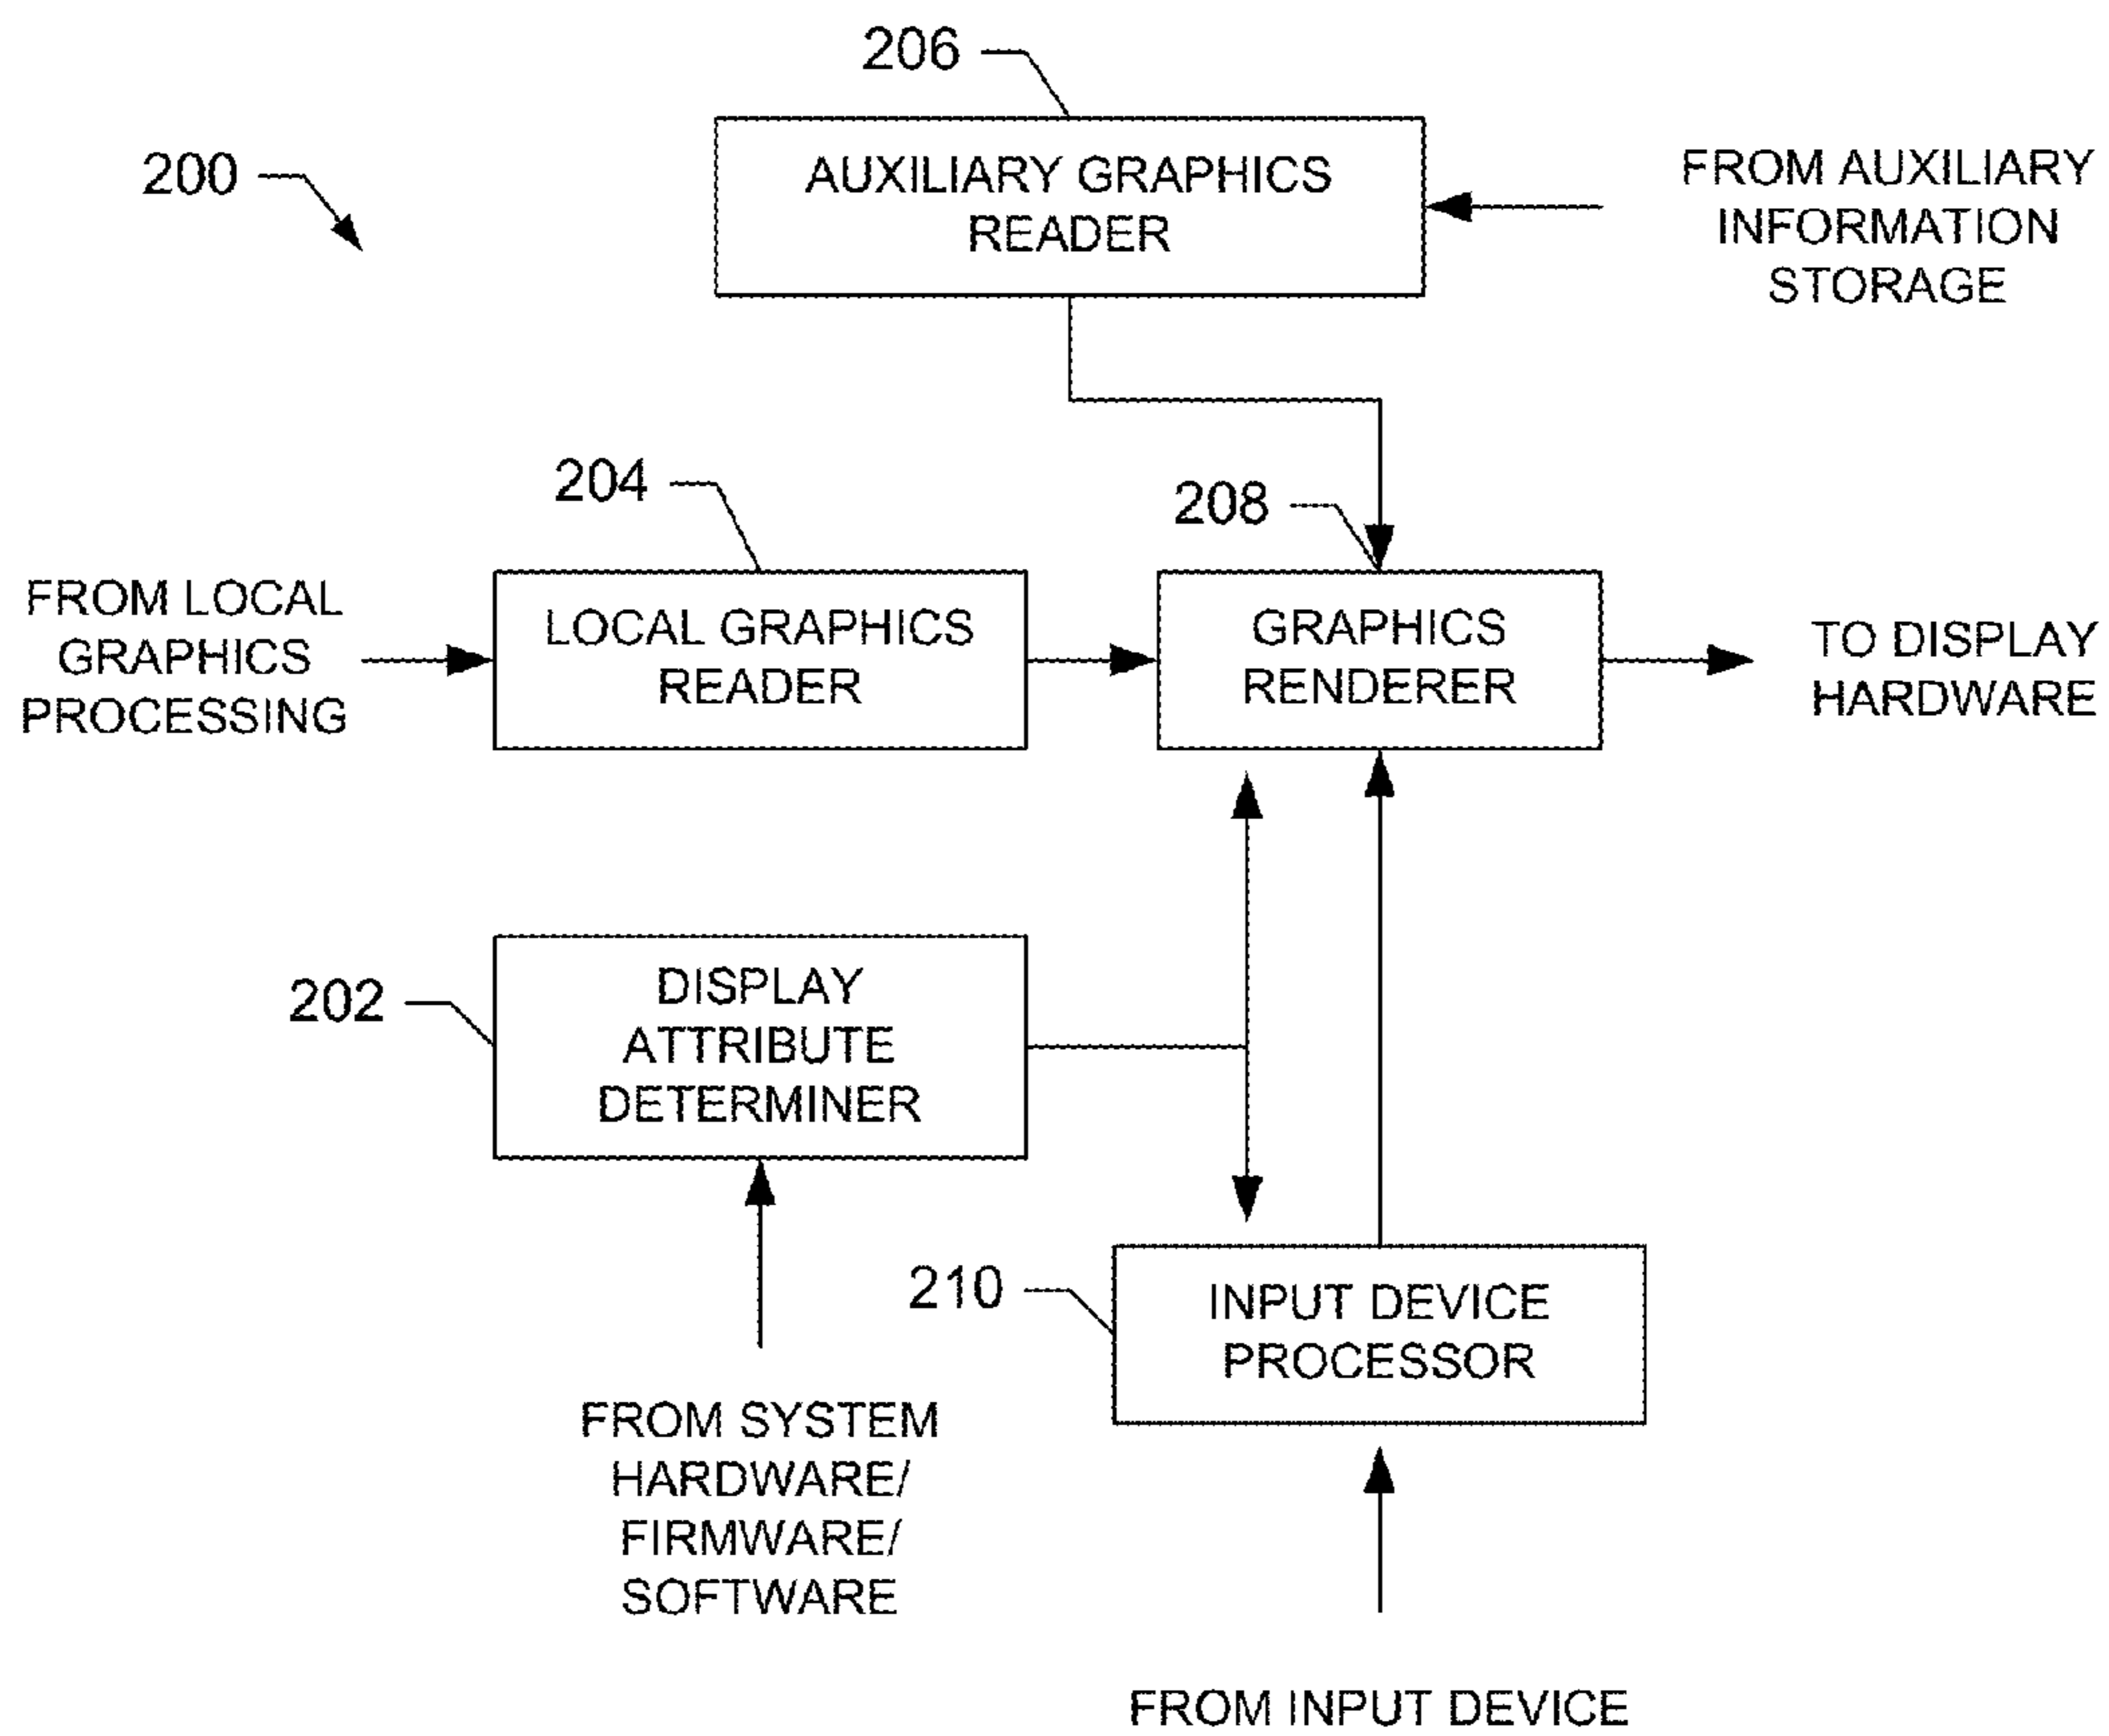 206
200
AUXILIARY GRAPHICS
READER
FROM AUXILIARY
INFORMATION
STORAGE
204
208
FROM LOCAL
GRAPHICS
PROCESSING
LOCAL GRAPHICS
READER
GRAPHICS
RENDERER
TO DISPLAY
HARDWARE
202
DISPLAY
ATTRIBUTE
DETERMINER
210
INPUT DEVICE
PROCESSOR
FROM SYSTEM
HARDWARE/
FIRMWARE/
SOFTWARE
FROM INPUT DEVICE